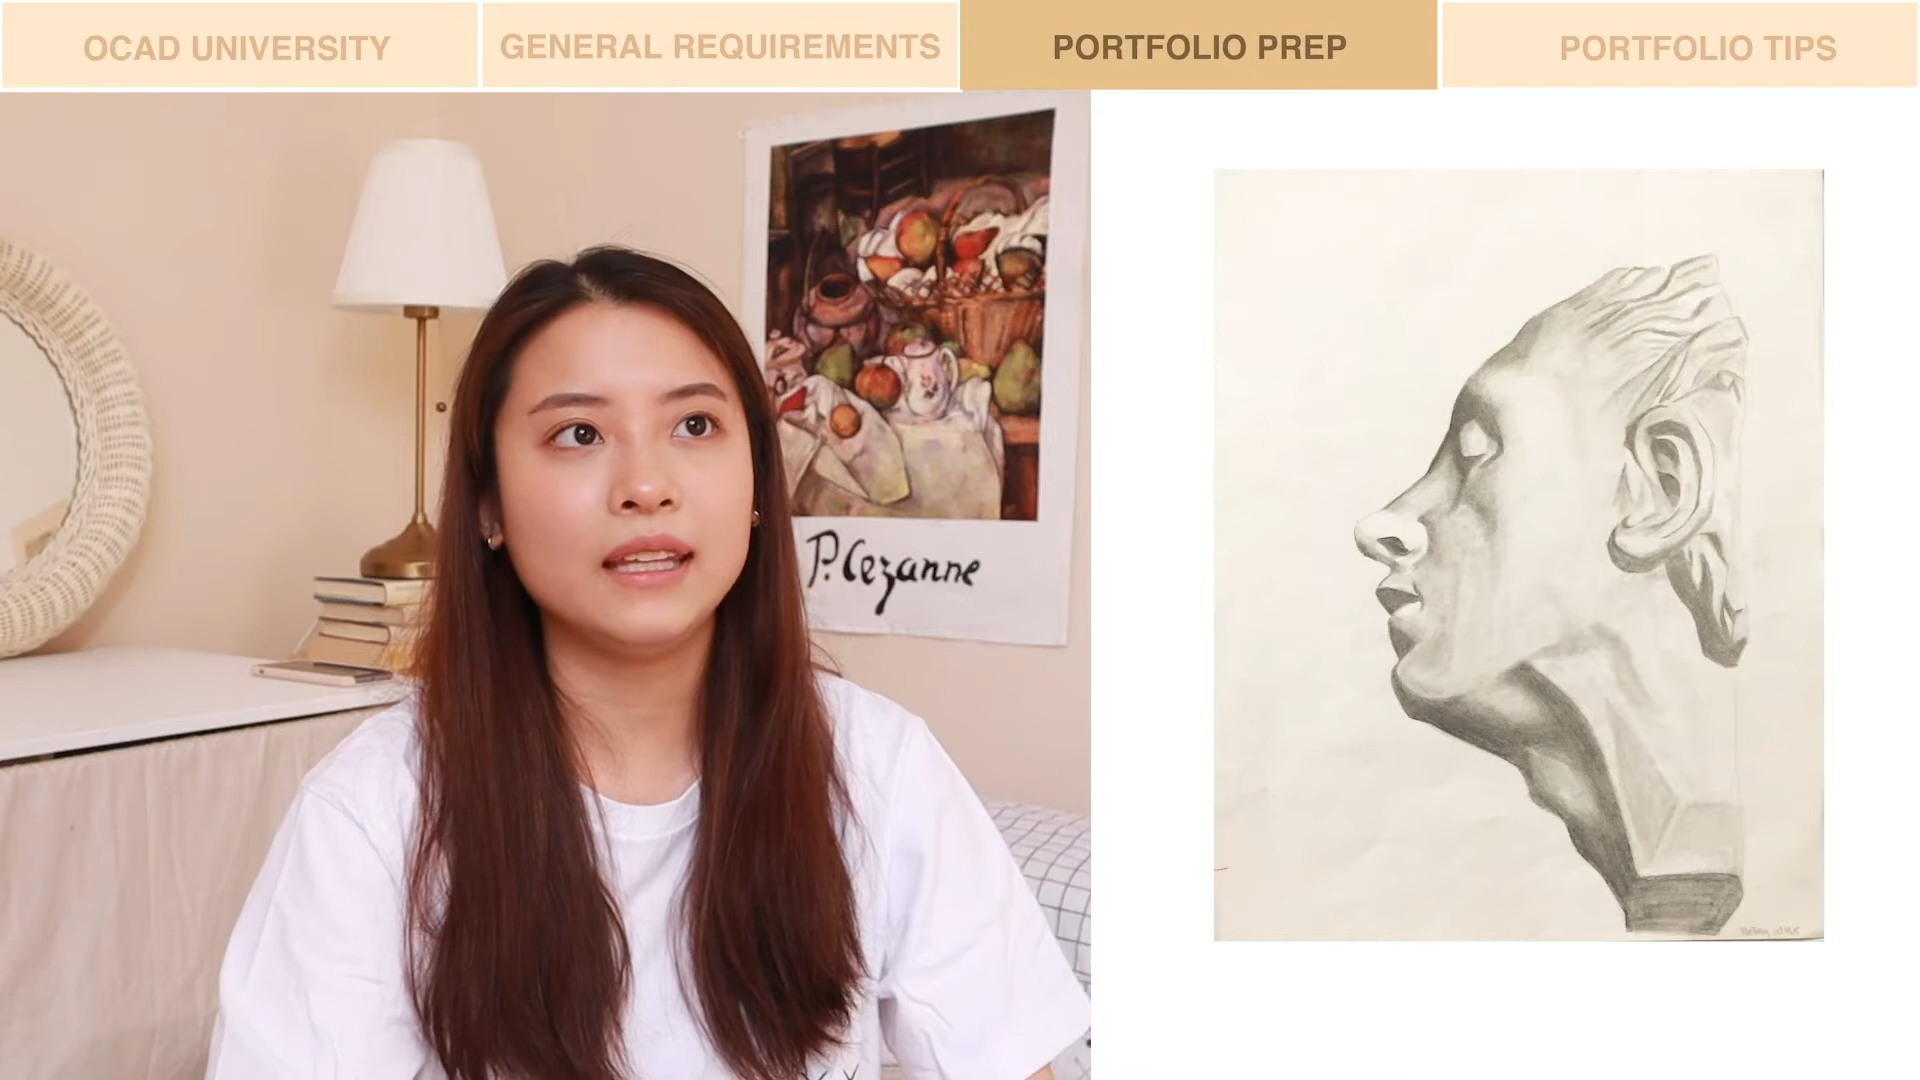 OCAD UNIVERSITY
GENERAL REQUIREMENTS
PORTFOLIO PREP
PORTFOLIO TIPS
P. Cezanne